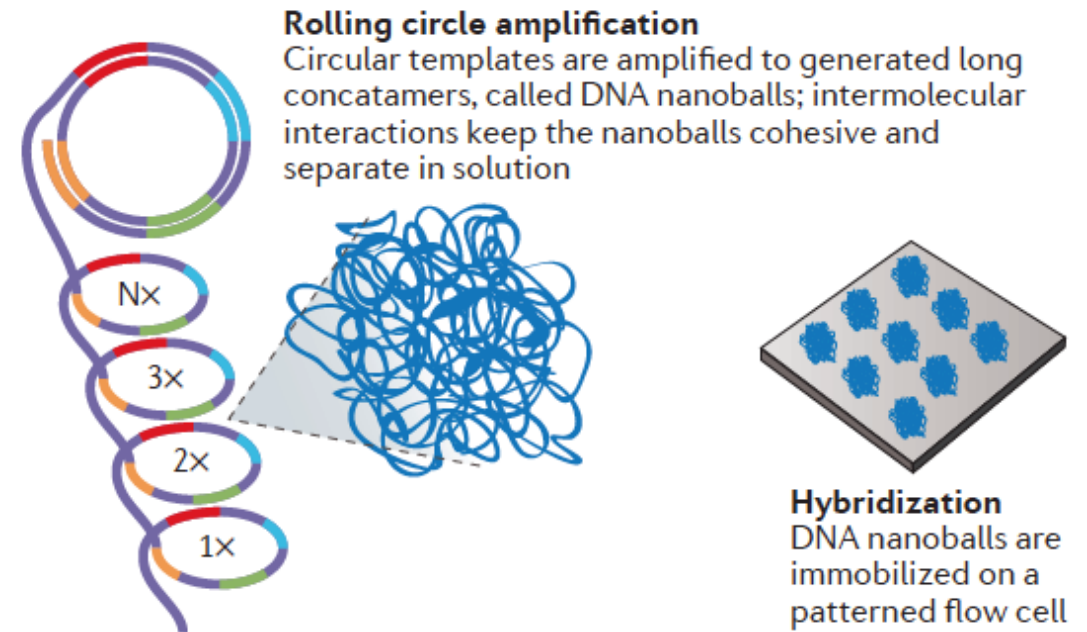 Rolling circle amplification
Circular templates are amplified to generated long
concatamers, called DNA nanoballs; intermolecular
interactions keep the nanoballs cohesive and
separate in solution
N×
3×
2×
1×
Hybridization
DNA nanoballs are
immobilized on a
patterned flow cell